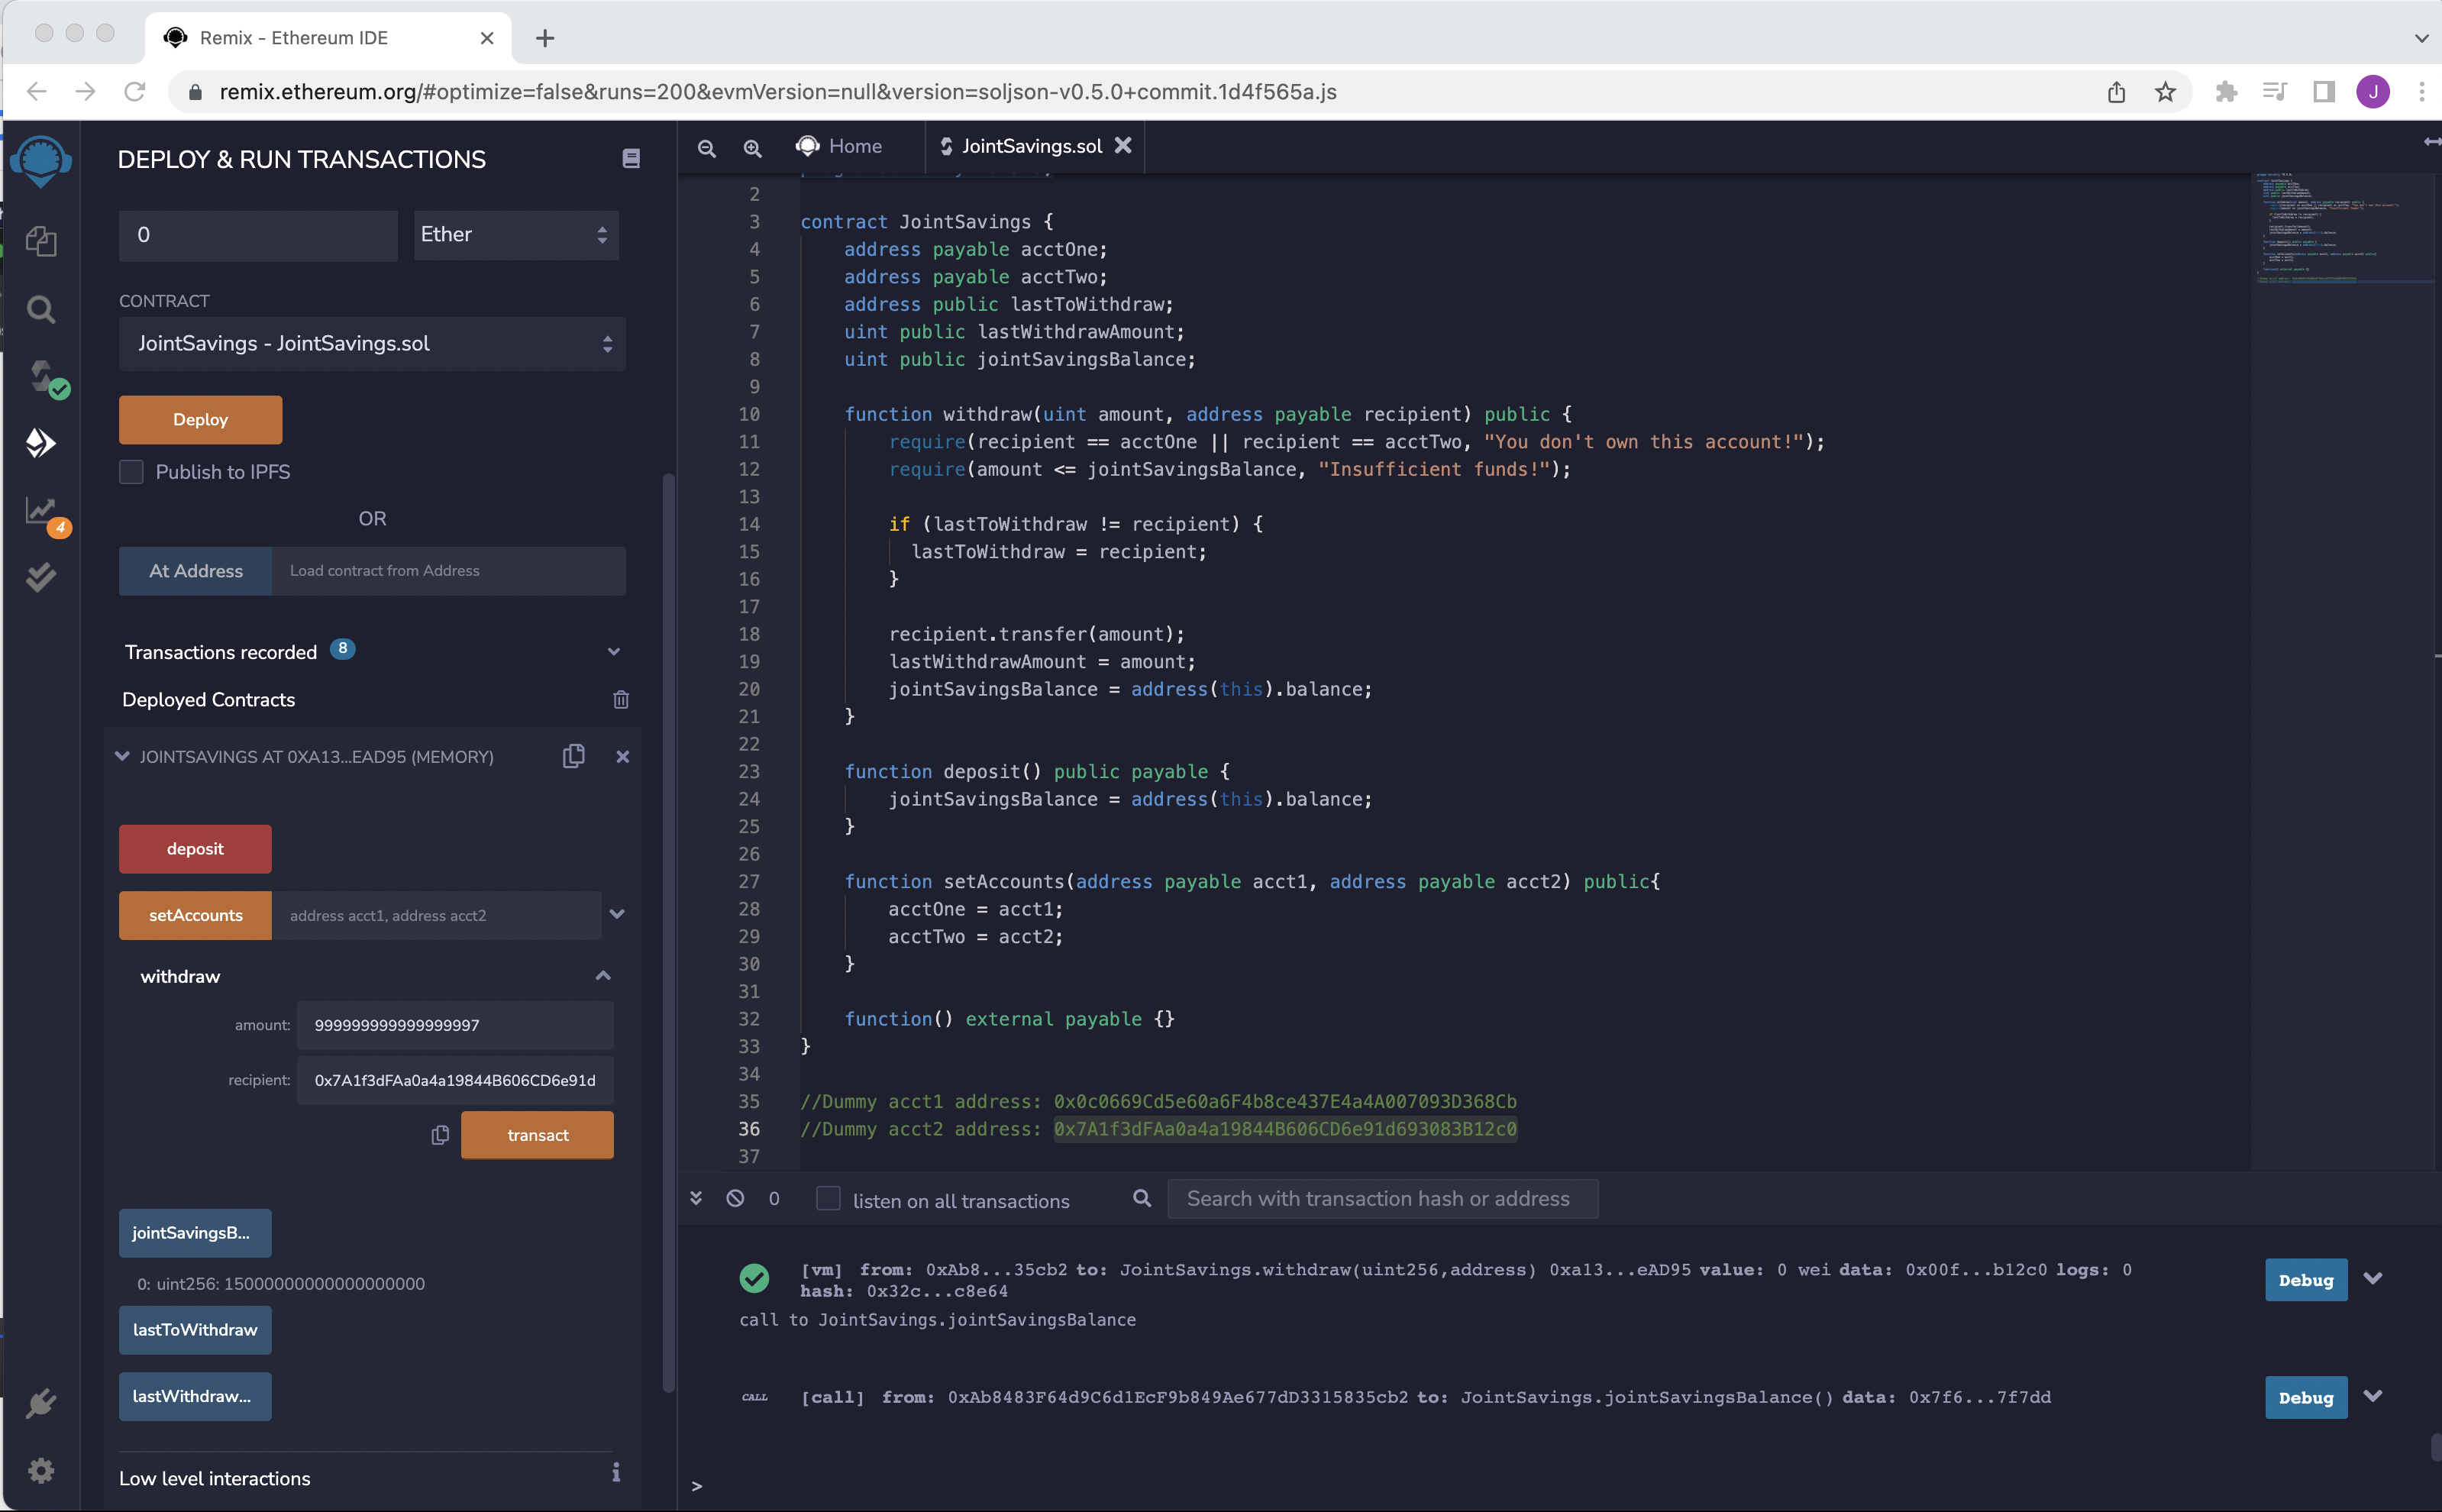 Remix - Ethereum IDE
remix.ethereum.org/#optimize=false&runs=200&evmVersion=null&version=soljson-v0.5.0+commit.1d4f565a.js
J
DEPLOY & RUN TRANSACTIONS
0
Ether
CONTRACT
JointSavings - JointSavings.sol
Deploy
Publish to IPFS
OR
4
At Address
Load contract from Address
Transactions recorded 8
Deployed Contracts
JOINTSAVINGS AT 0XA13...EAD95 (MEMORY)
deposit
setAccounts
address acct1, address acct2
withdraw
amount:
999999999999999997
recipient:
0x7A1f3dFAa0a4a19844B606CD6e91d
transact
jointSavingsB...
0: uint256: 15000000000000000000
lastToWithdraw
lastWithdraw...
Low level interactions
i
Home
JointSavings.sol
2
3 contract JointSavings {
4 address payable acctOne;
5 address payable acctTwo;
6 address public lastToWithdraw;
7 uint public lastWithdrawAmount;
8 uint public jointSavingsBalance;
9
10 function withdraw(uint amount, address payable recipient) public {
11 require(recipient == acctOne || recipient == acctTwo, "You don't own this account!");
12 require(amount <= jointSavingsBalance, "Insufficient funds!");
13
14 if (lastToWithdraw != recipient) {
15 lastToWithdraw = recipient;
16 }
17
18 recipient.transfer(amount);
19 lastWithdrawAmount = amount;
20 jointSavingsBalance = address(this).balance;
21 }
22
23 function deposit() public payable {
24 jointSavingsBalance = address(this).balance;
25 }
26
27 function setAccounts(address payable acct1, address payable acct2) public{
28 acctOne = acct1;
29 acctTwo = acct2;
30 }
31
32 function() external payable {}
33 }
34
35 //Dummy acct1 address: 0x0c0669Cd5e60a6F4b8ce437E4a4A007093D368Cb
36 //Dummy acct2 address: 0x7A1f3dFAa0a4a19844B606CD6e91d693083B12c0
37
0
listen on all transactions
Search with transaction hash or address
[vm] from: 0xAb8...35cb2 to: JointSavings.withdraw(uint256,address) 0xa13...eAD95 value: 0 wei data: 0x00f...b12c0 logs: 0
hash: 0x32c...c8e64
Debug
call to JointSavings.jointSavingsBalance
CALL [call] from: 0xAb8483F64d9C6d1EcF9b849Ae677dD3315835cb2 to: JointSavings.jointSavingsBalance() data: 0x7f6...7f7dd
Debug
>